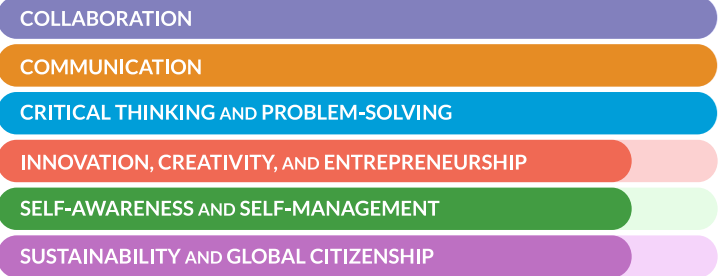 COLLABORATION
COMMUNICATION
CRITICAL THINKING AND PROBLEM-SOLVING
INNOVATION, CREATIVITY, AND ENTREPRENEURSHIP
SELF-AWARENESS AND SELF-MANAGEMENT
SUSTAINABILITY AND GLOBAL CITIZENSHIP